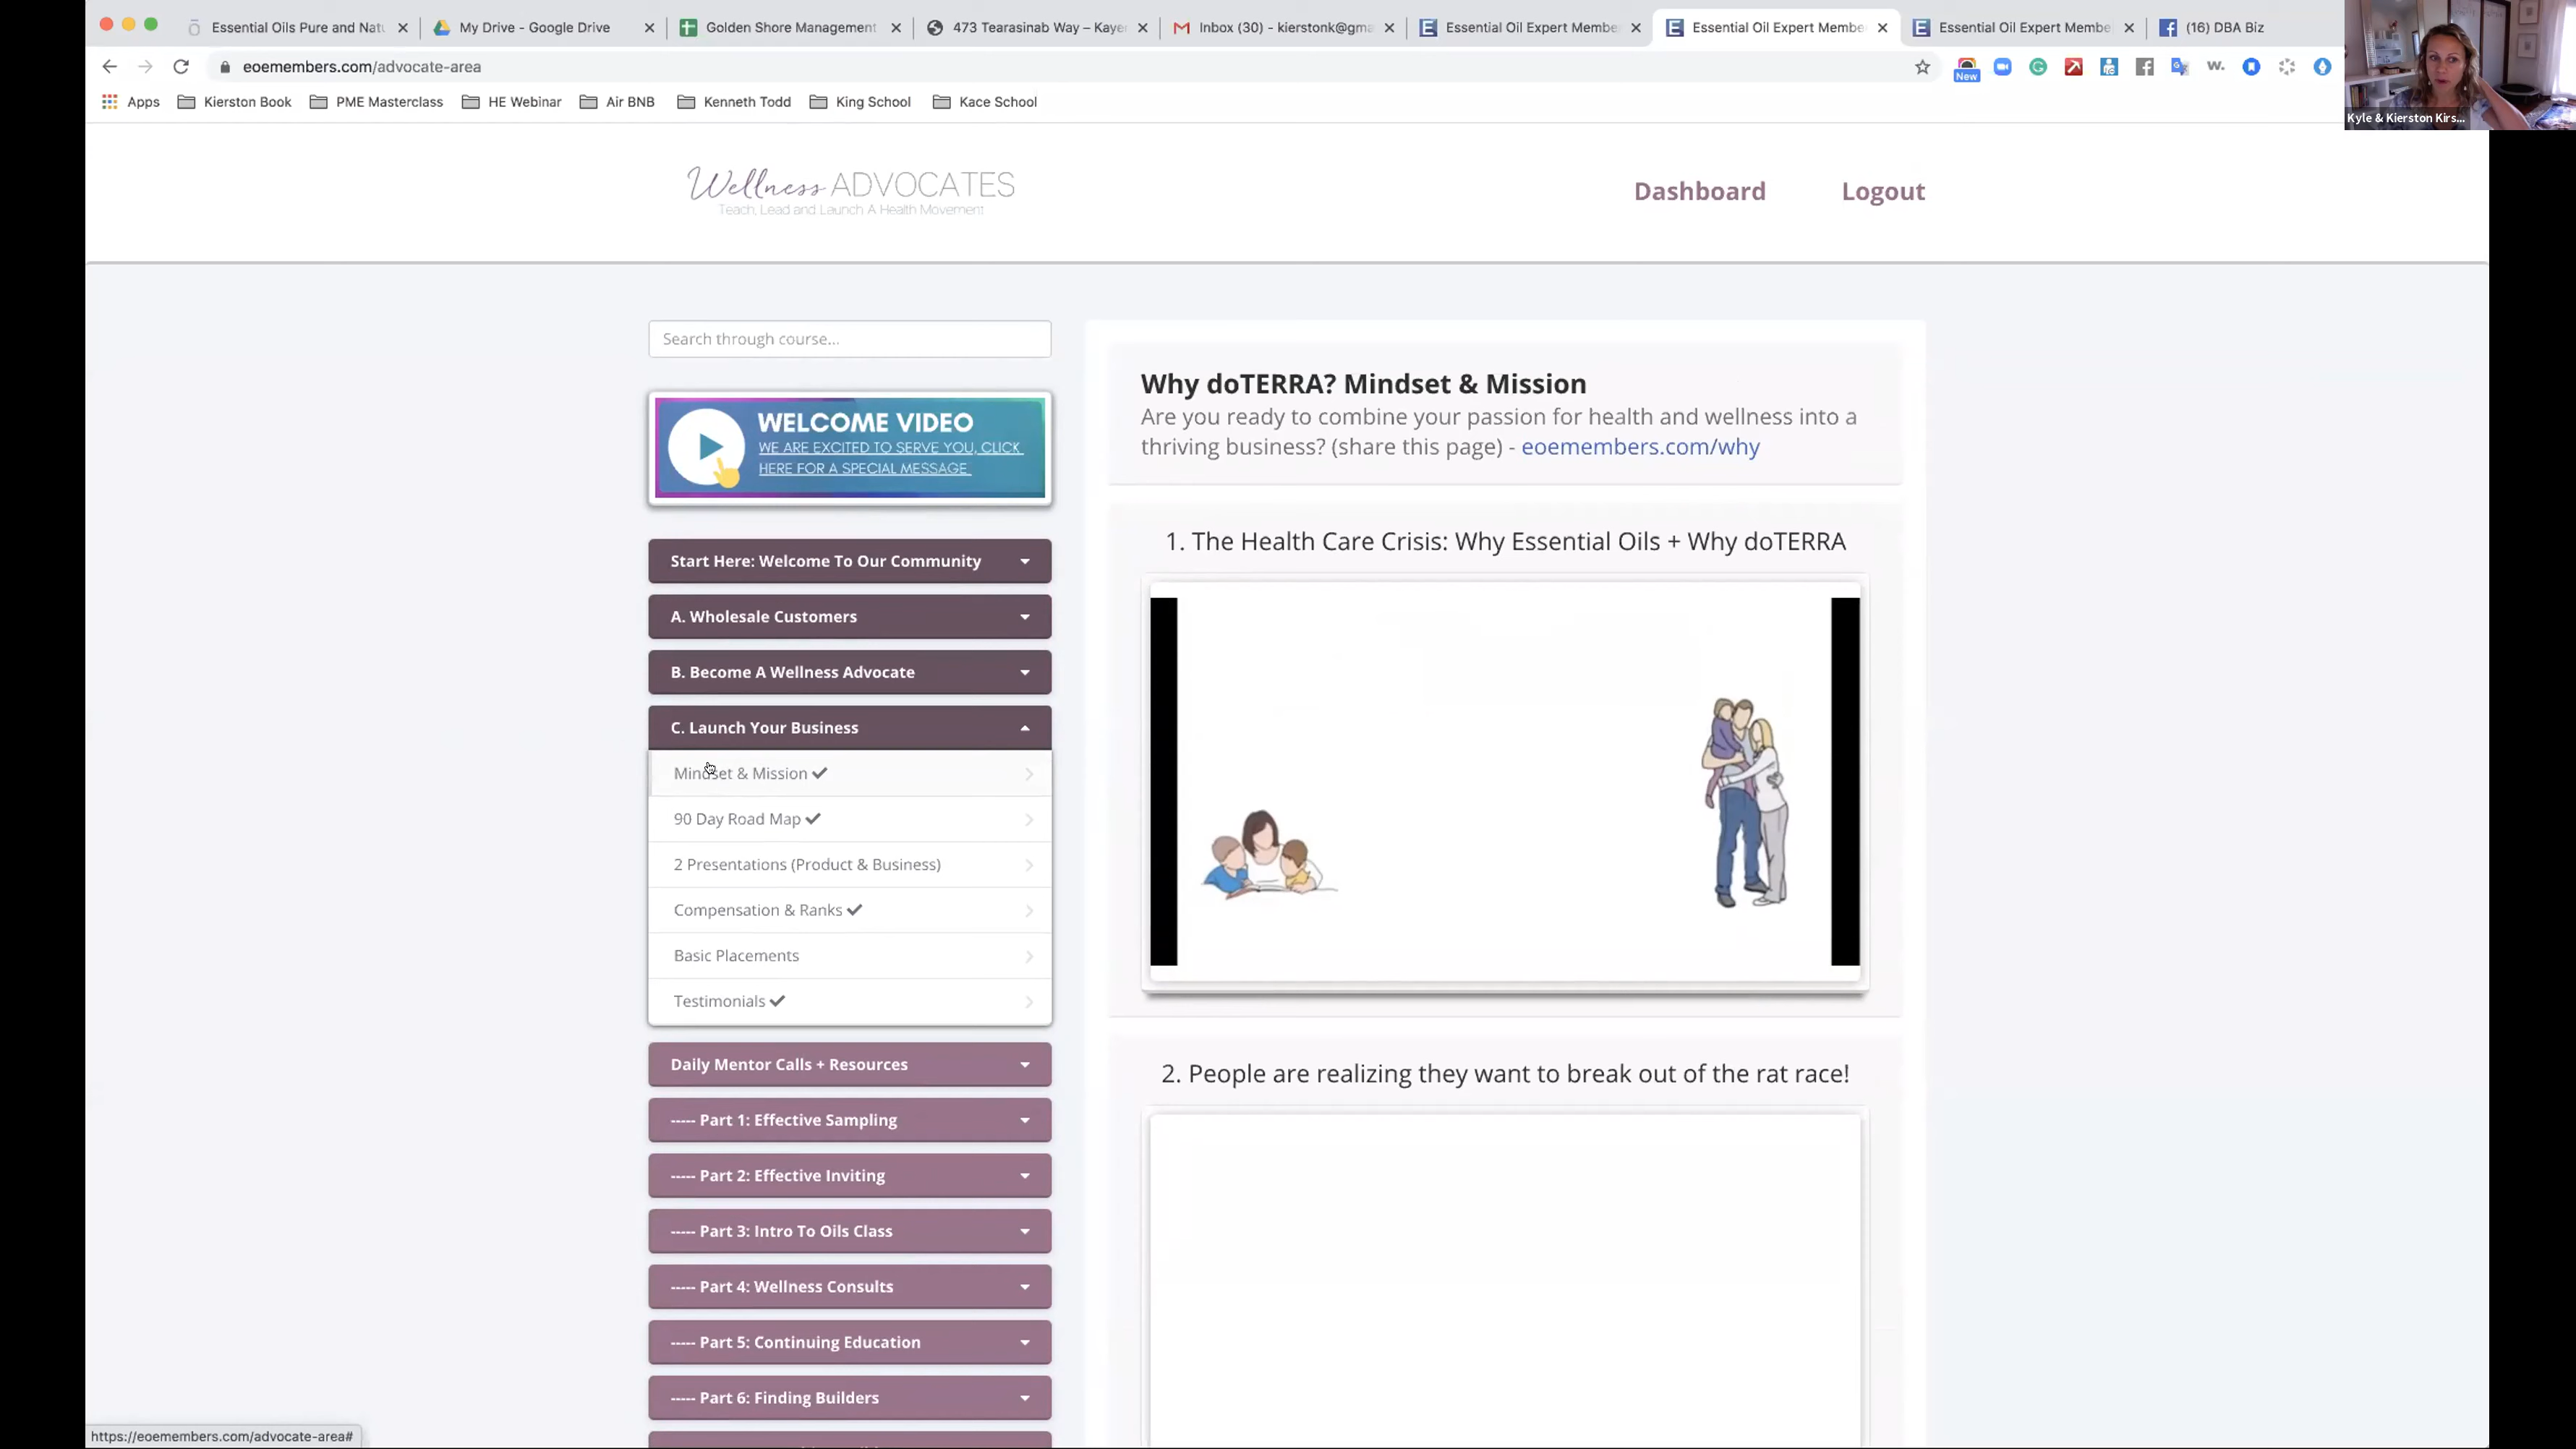 Essential Oils Pure and Natu
My Drive - Google Drive
Golden Shore Management
473 Tearasinab Way – Kayer
Inbox (30) - kierstonk@gma
Essential Oil Expert Membe
Essential Oil Expert Membe
Essential Oil Expert Membe
(16) DBA Biz
eoemembers.com/advocate-area
New
Kyle & Kierston Kirs...
Apps
Kierston Book
PME Masterclass
HE Webinar
Air BNB
Kenneth Todd
King School
Kace School
Wellness ADVOCATES
Teach, Lead and Launch A Health Movement
Dashboard
Logout
Search through course...
WELCOME VIDEO
WE ARE EXCITED TO SERVE YOU, CLICK
HERE FOR A SPECIAL MESSAGE.
Start Here: Welcome To Our Community
A. Wholesale Customers
B. Become A Wellness Advocate
C. Launch Your Business
Mindset & Mission
90 Day Road Map
2 Presentations (Product & Business)
Compensation & Ranks
Basic Placements
Testimonials
Daily Mentor Calls + Resources
----- Part 1: Effective Sampling
----- Part 2: Effective Inviting
----- Part 3: Intro To Oils Class
----- Part 4: Wellness Consults
----- Part 5: Continuing Education
----- Part 6: Finding Builders
Why doTERRA? Mindset & Mission
Are you ready to combine your passion for health and wellness into a
thriving business? (share this page) - eoemembers.com/why
1. The Health Care Crisis: Why Essential Oils + Why doTERRA
2. People are realizing they want to break out of the rat race!
https://eoemembers.com/advocate-area#